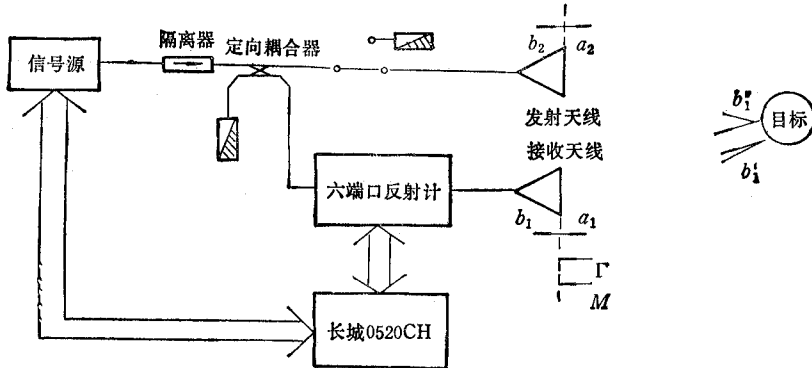 信号源
隔离器
定向耦合器
b₂ a₂
发射天线
接收天线
目标
六端口反射计
b₁ a₁
Γ
M
长城0520CH